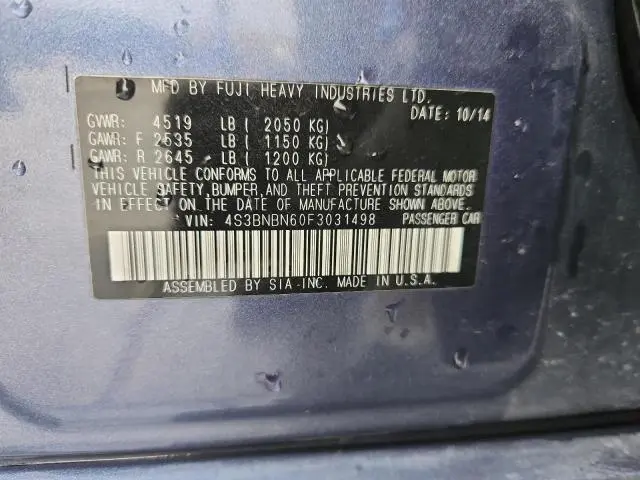 MFD BY FUJI HEAVY INDUSTRIES LTD.
DATE: 10/14
GVWR: 4519 LB ( 2050 KG)
GAWR: F 2535 LB ( 1150 KG)
GAWR: R 2645 LB ( 1200 KG)
THIS VEHICLE CONFORMS TO ALL APPLICABLE FEDERAL MOTOR
VEHICLE SAFETY, BUMPER, AND THEFT PREVENTION STANDARDS
IN EFFECT ON THE DATE OF MANUFACTURE SHOWN ABOVE.
VIN: 4S3BNBN60F3031498 PASSENGER CAR
ASSEMBLED BY SIA-INC. MADE IN U.S.A.